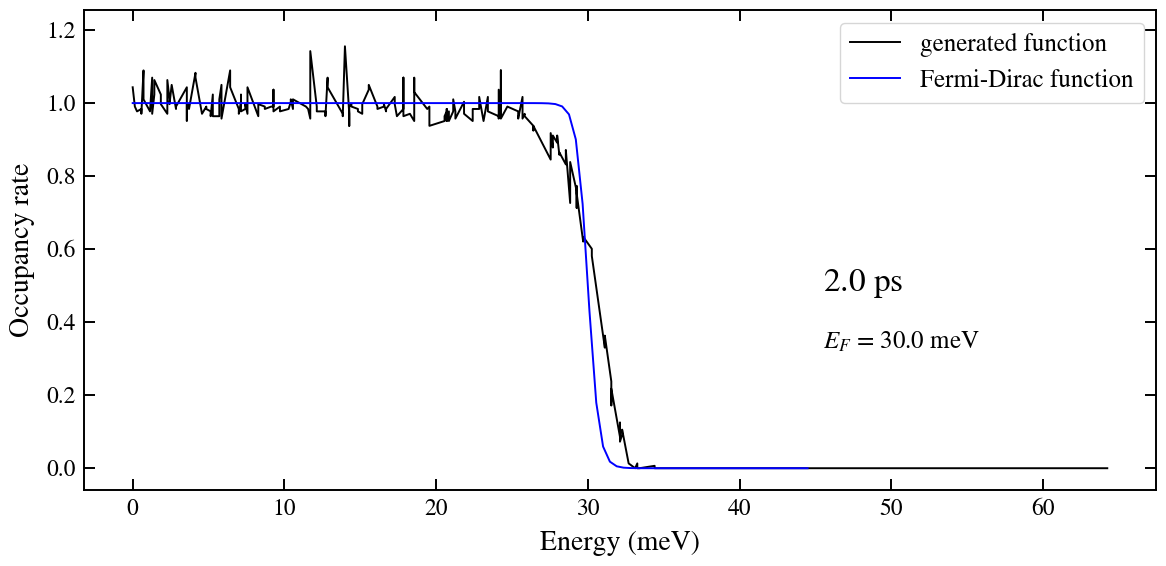 1.2
1.0
0.8
0.6
0.4
0.2
0.0
Occupancy rate
generated function
Fermi-Dirac function
2.0 ps
E_F = 30.0 meV
0 10 20 30 40 50 60
Energy (meV)